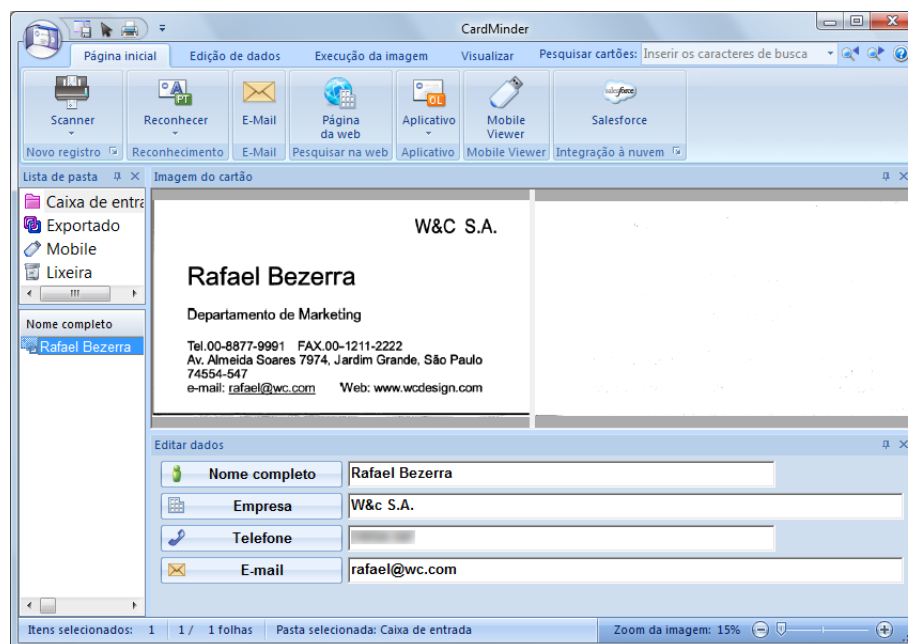 CardMinder
Página inicial Edição de dados Execução da imagem Visualizar Pesquisar cartões: Inserir os caracteres de busca
Scanner Reconhecer E-Mail Página da web Aplicativo Mobile Viewer salesforce Salesforce
Novo registro Reconhecimento E-Mail Pesquisar na web Aplicativo Mobile Viewer Integração à nuvem
Lista de pasta Imagem do cartão
Caixa de entra
Exportado
Mobile
Lixeira
Nome completo
Rafael Bezerra
W&C S.A.
Rafael Bezerra
Departamento de Marketing
Tel.00-8877-9991 FAX.00-1211-2222
Av. Almeida Soares 7974, Jardim Grande, São Paulo
74554-547
e-mail: rafael@wc.com Web: www.wcdesign.com
Editar dados
Nome completo Rafael Bezerra
Empresa W&c S.A.
Telefone
E-mail rafael@wc.com
Itens selecionados: 1 1 / 1 folhas Pasta selecionada: Caixa de entrada Zoom da imagem: 15%